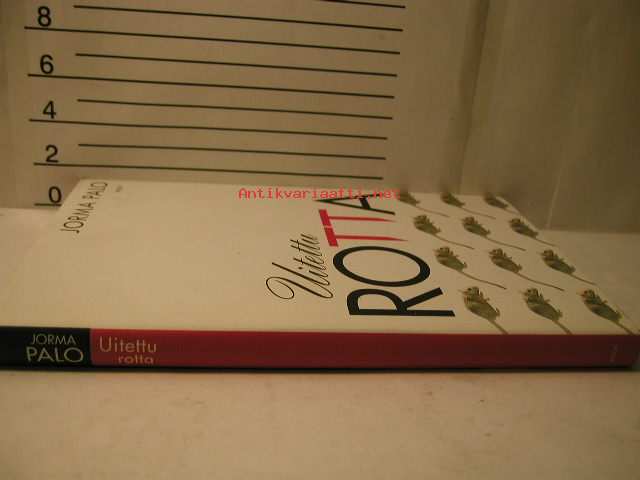 8
6
4
2
0
Antikvariaatti.net
JORMA PALO
Uitettu
ROTTA
JORMA
PALO
Uitettu
rotta